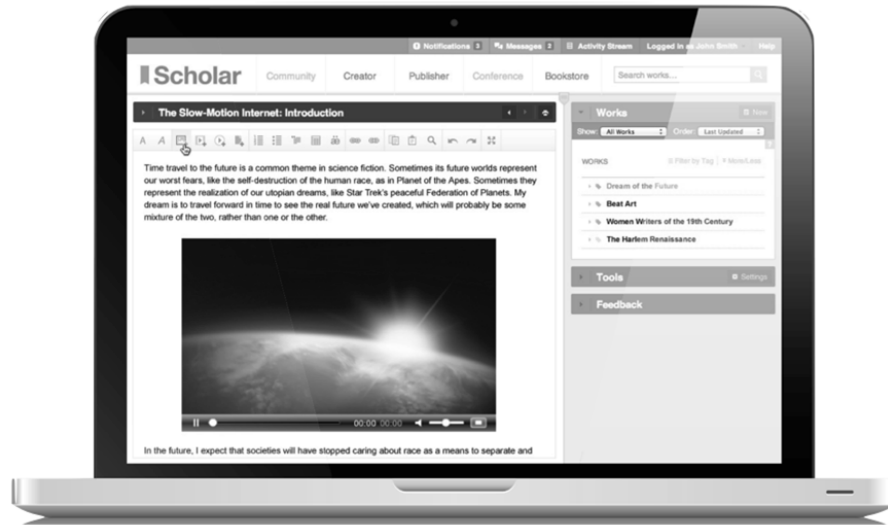 Notifications 3 Messages 2 Activity Stream Logged in as John Smith Help
Scholar
Community Creator Publisher Conference Bookstore Search works...
The Slow-Motion Internet: Introduction
Works New
Show: All Works Order: Last Updated
?
A A
WORKS Filter by Tag More/Less
Time travel to the future is a common theme in science fiction. Sometimes its future worlds represent
our worst fears, like the self-destruction of the human race, as in Planet of the Apes. Sometimes they
represent the realization of our utopian dreams, like Star Trek's peaceful Federation of Planets. My
dream is to travel forward in time to see the real future we've created, which will probably be some
mixture of the two, rather than one or the other.
Dream of the Future
Beat Art
Women Writers of the 19th Century
The Harlem Renaissance
Tools Settings
Feedback
00:00 00:00
In the future, I expect that societies will have stopped caring about race as a means to separate and